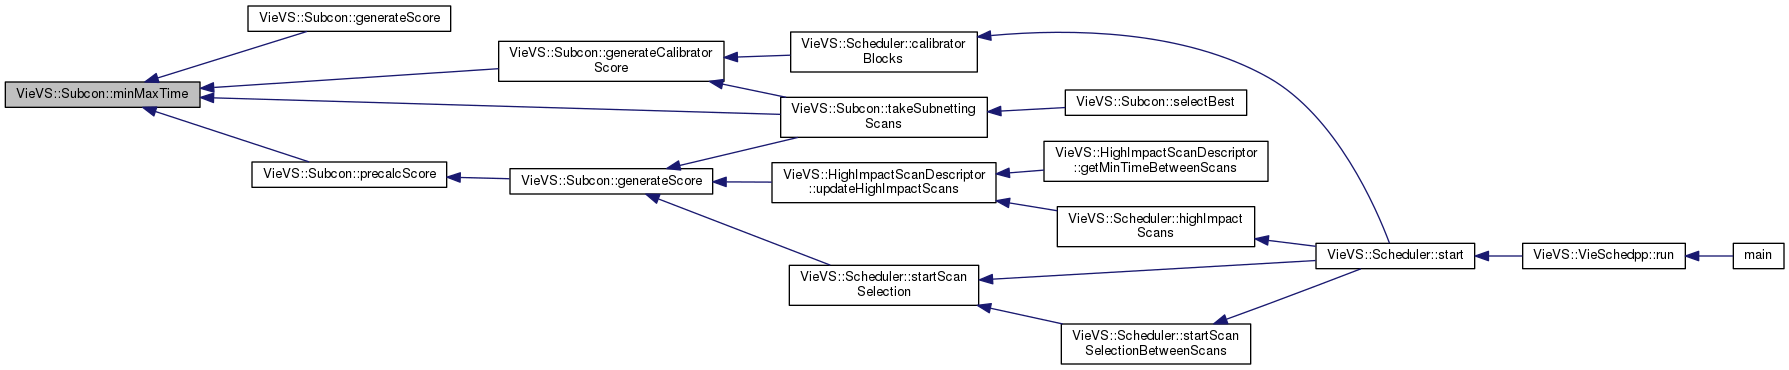 VieVS::Subcon::minMaxTime
VieVS::Subcon::generateScore
VieVS::Subcon::generateCalibrator
Score
VieVS::Scheduler::calibrator
Blocks
VieVS::Subcon::takeSubnetting
Scans
VieVS::Subcon::selectBest
VieVS::Subcon::precalcScore
VieVS::Subcon::generateScore
VieVS::HighImpactScanDescriptor
::updateHighImpactScans
VieVS::HighImpactScanDescriptor
::getMinTimeBetweenScans
VieVS::Scheduler::highImpact
Scans
VieVS::Scheduler::startScan
Selection
VieVS::Scheduler::startScan
SelectionBetweenScans
VieVS::Scheduler::start
VieVS::VieSchedpp::run
main